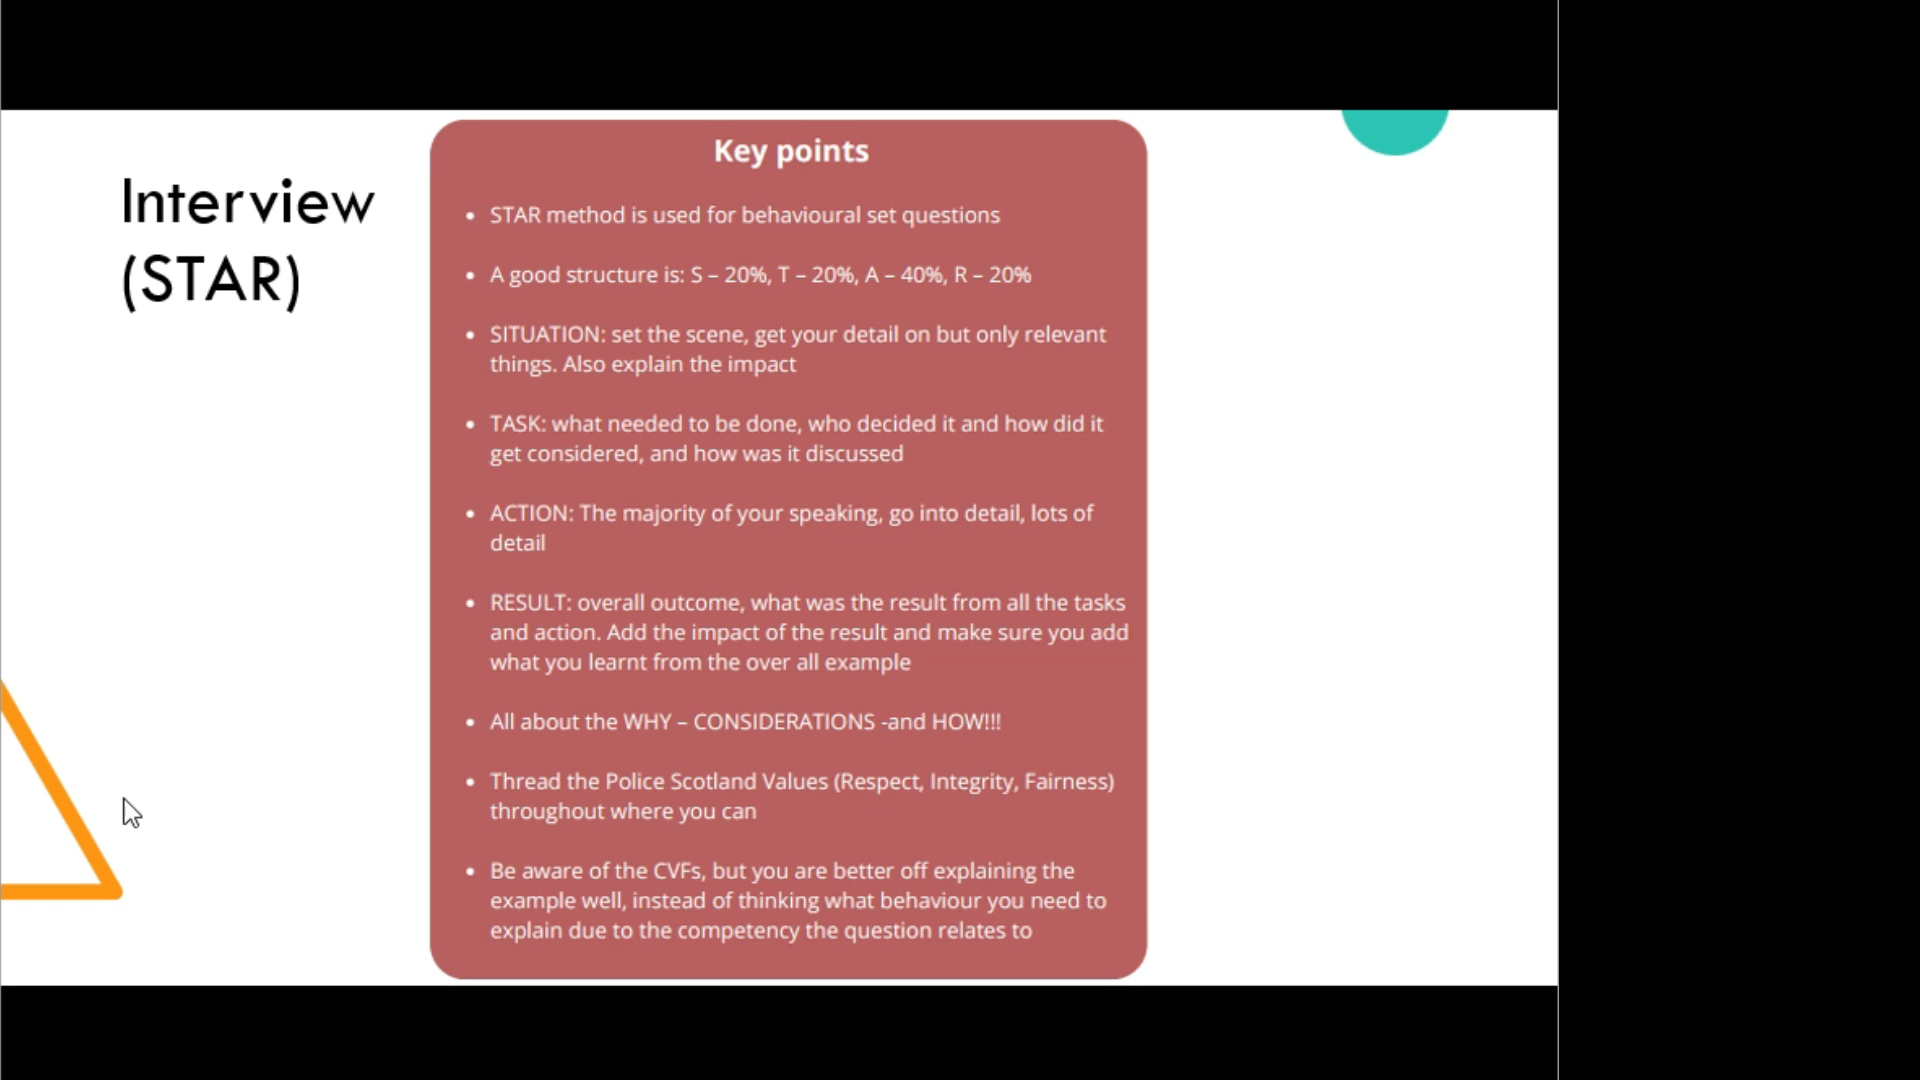 Interview
(STAR)
Key points
• STAR method is used for behavioural set questions
• A good structure is: S – 20%, T – 20%, A – 40%, R – 20%
• SITUATION: set the scene, get your detail on but only relevant
things. Also explain the impact
• TASK: what needed to be done, who decided it and how did it
get considered, and how was it discussed
• ACTION: The majority of your speaking, go into detail, lots of
detail
• RESULT: overall outcome, what was the result from all the tasks
and action. Add the impact of the result and make sure you add
what you learnt from the over all example
• All about the WHY – CONSIDERATIONS -and HOW!!!
• Thread the Police Scotland Values (Respect, Integrity, Fairness)
throughout where you can
• Be aware of the CVFs, but you are better off explaining the
example well, instead of thinking what behaviour you need to
explain due to the competency the question relates to